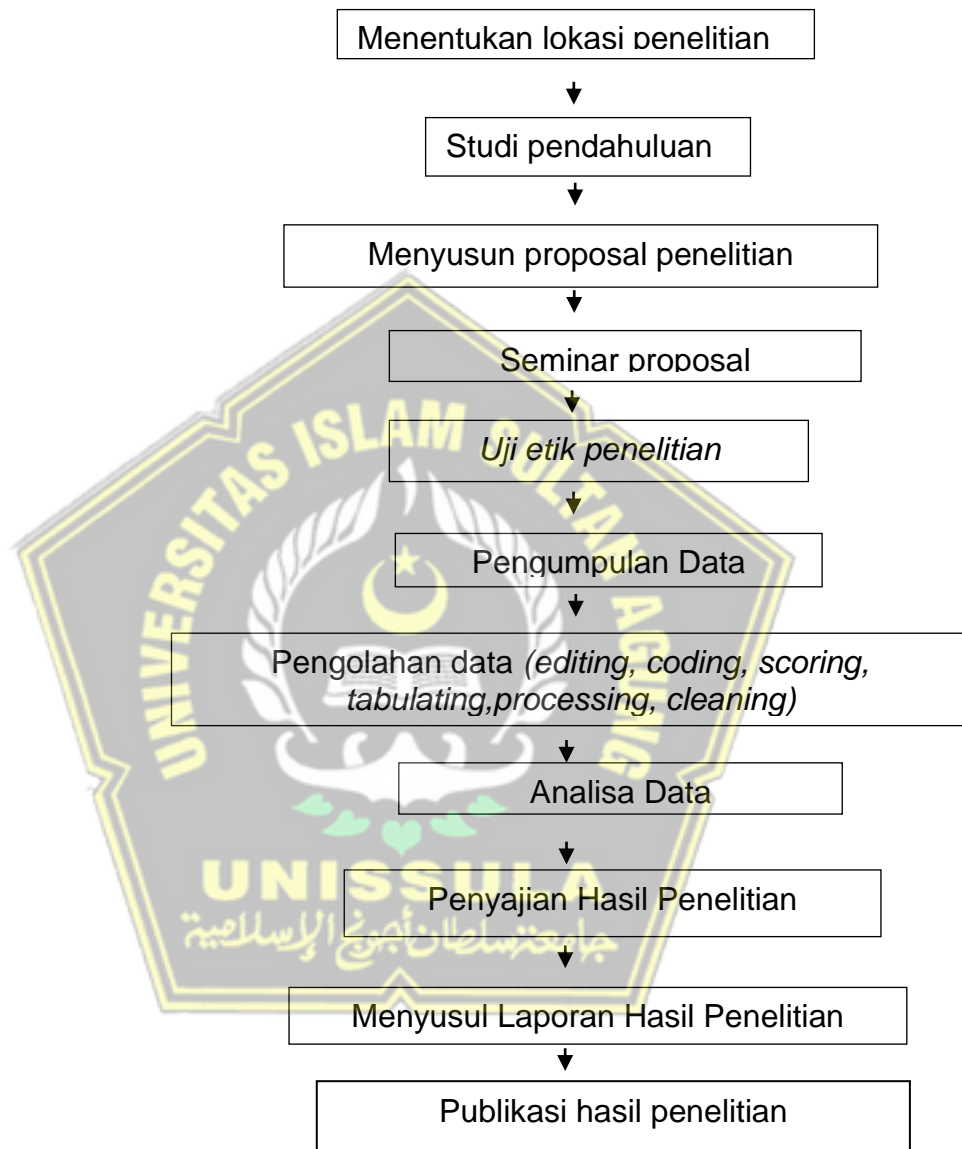 Menentukan lokasi penelitian
Studi pendahuluan
Menyusun proposal penelitian
Seminar proposal
Uji etik penelitian
Pengumpulan Data
Pengolahan data (editing, coding, scoring,
tabulating,processing, cleaning)
Analisa Data
Penyajian Hasil Penelitian
Menyusul Laporan Hasil Penelitian
Publikasi hasil penelitian
UNIVERSITAS ISLAM SULTAN AGUNG
UNISSULA
جامعة سلطان أجونج الإسلامية